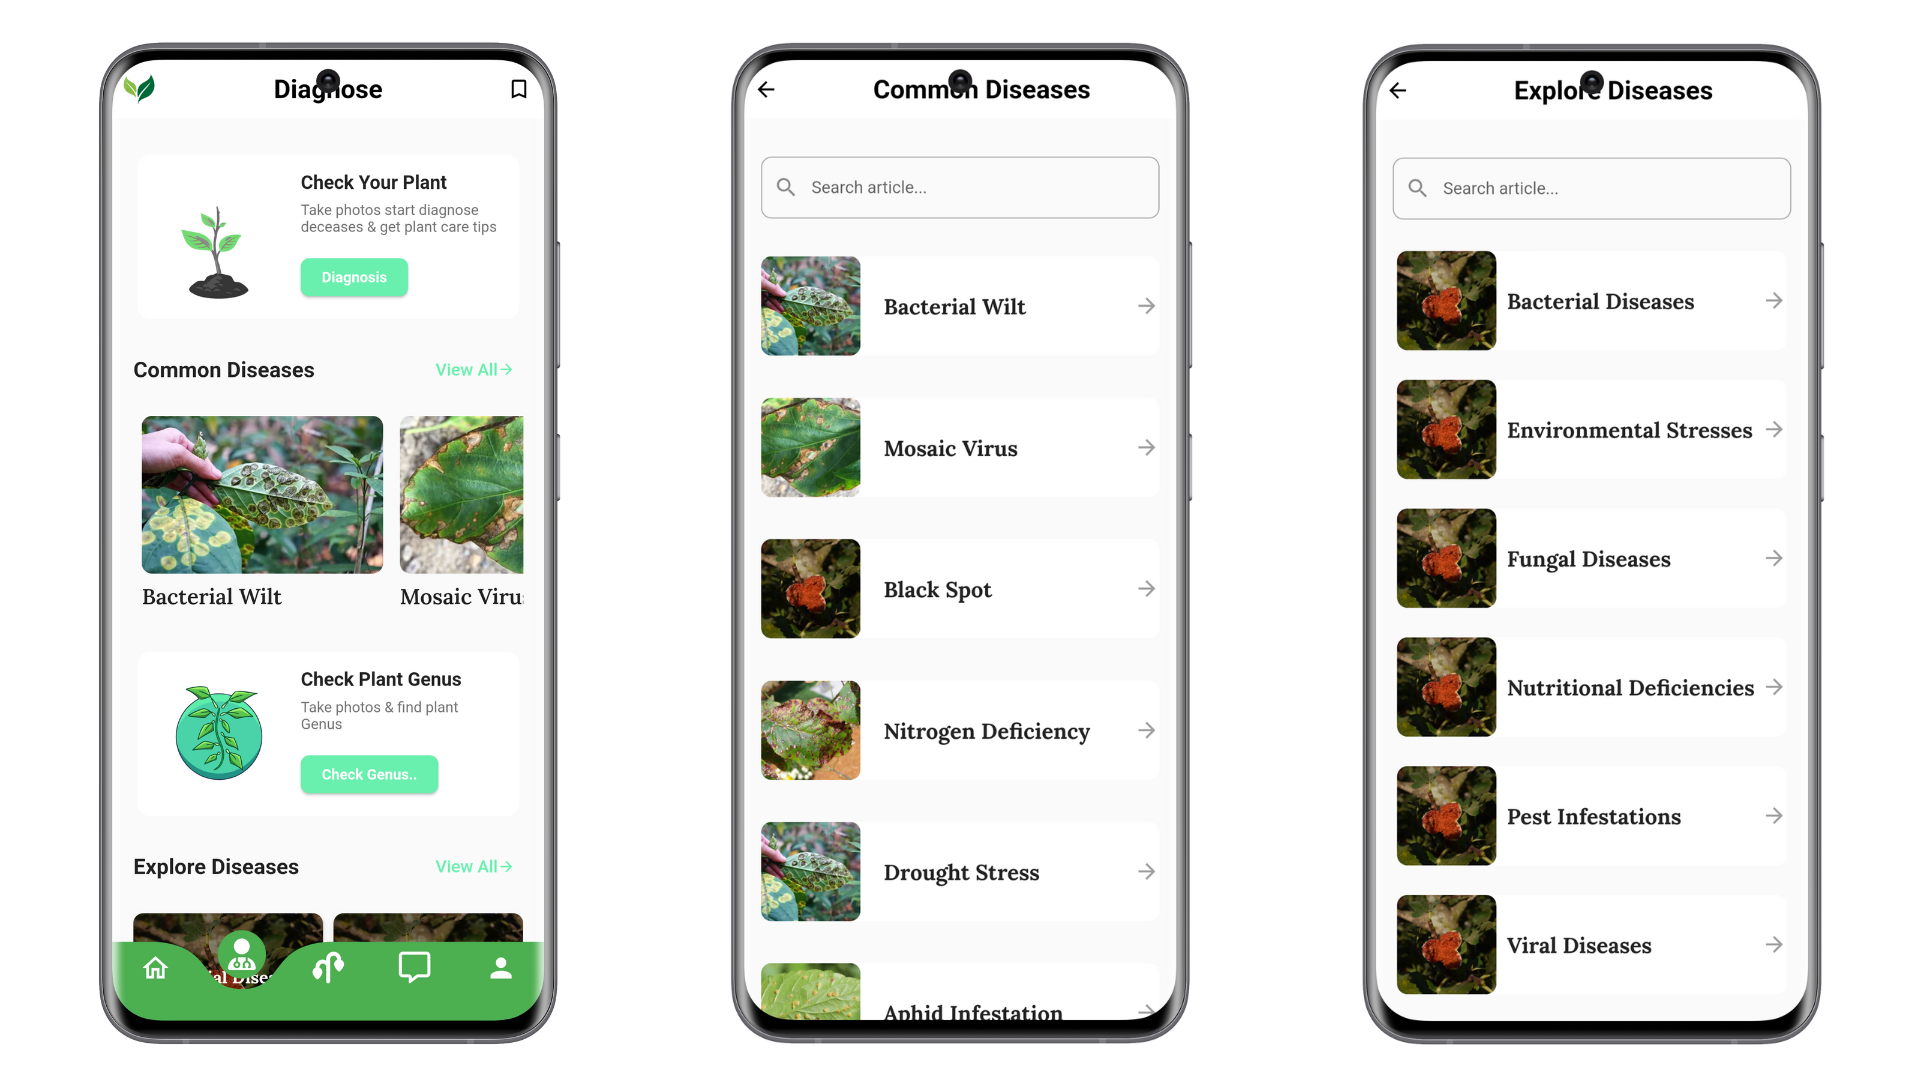 Diagnose
Check Your Plant
Take photos start diagnose
deceases & get plant care tips
Diagnosis
Common Diseases
View All
Bacterial Wilt
Mosaic Viru
Check Plant Genus
Take photos & find plant
Genus
Check Genus..
Explore Diseases
View All
al Disea
Common Diseases
Search article...
Bacterial Wilt
Mosaic Virus
Black Spot
Nitrogen Deficiency
Drought Stress
Aphid Infestation
Explore Diseases
Search article...
Bacterial Diseases
Environmental Stresses
Fungal Diseases
Nutritional Deficiencies
Pest Infestations
Viral Diseases